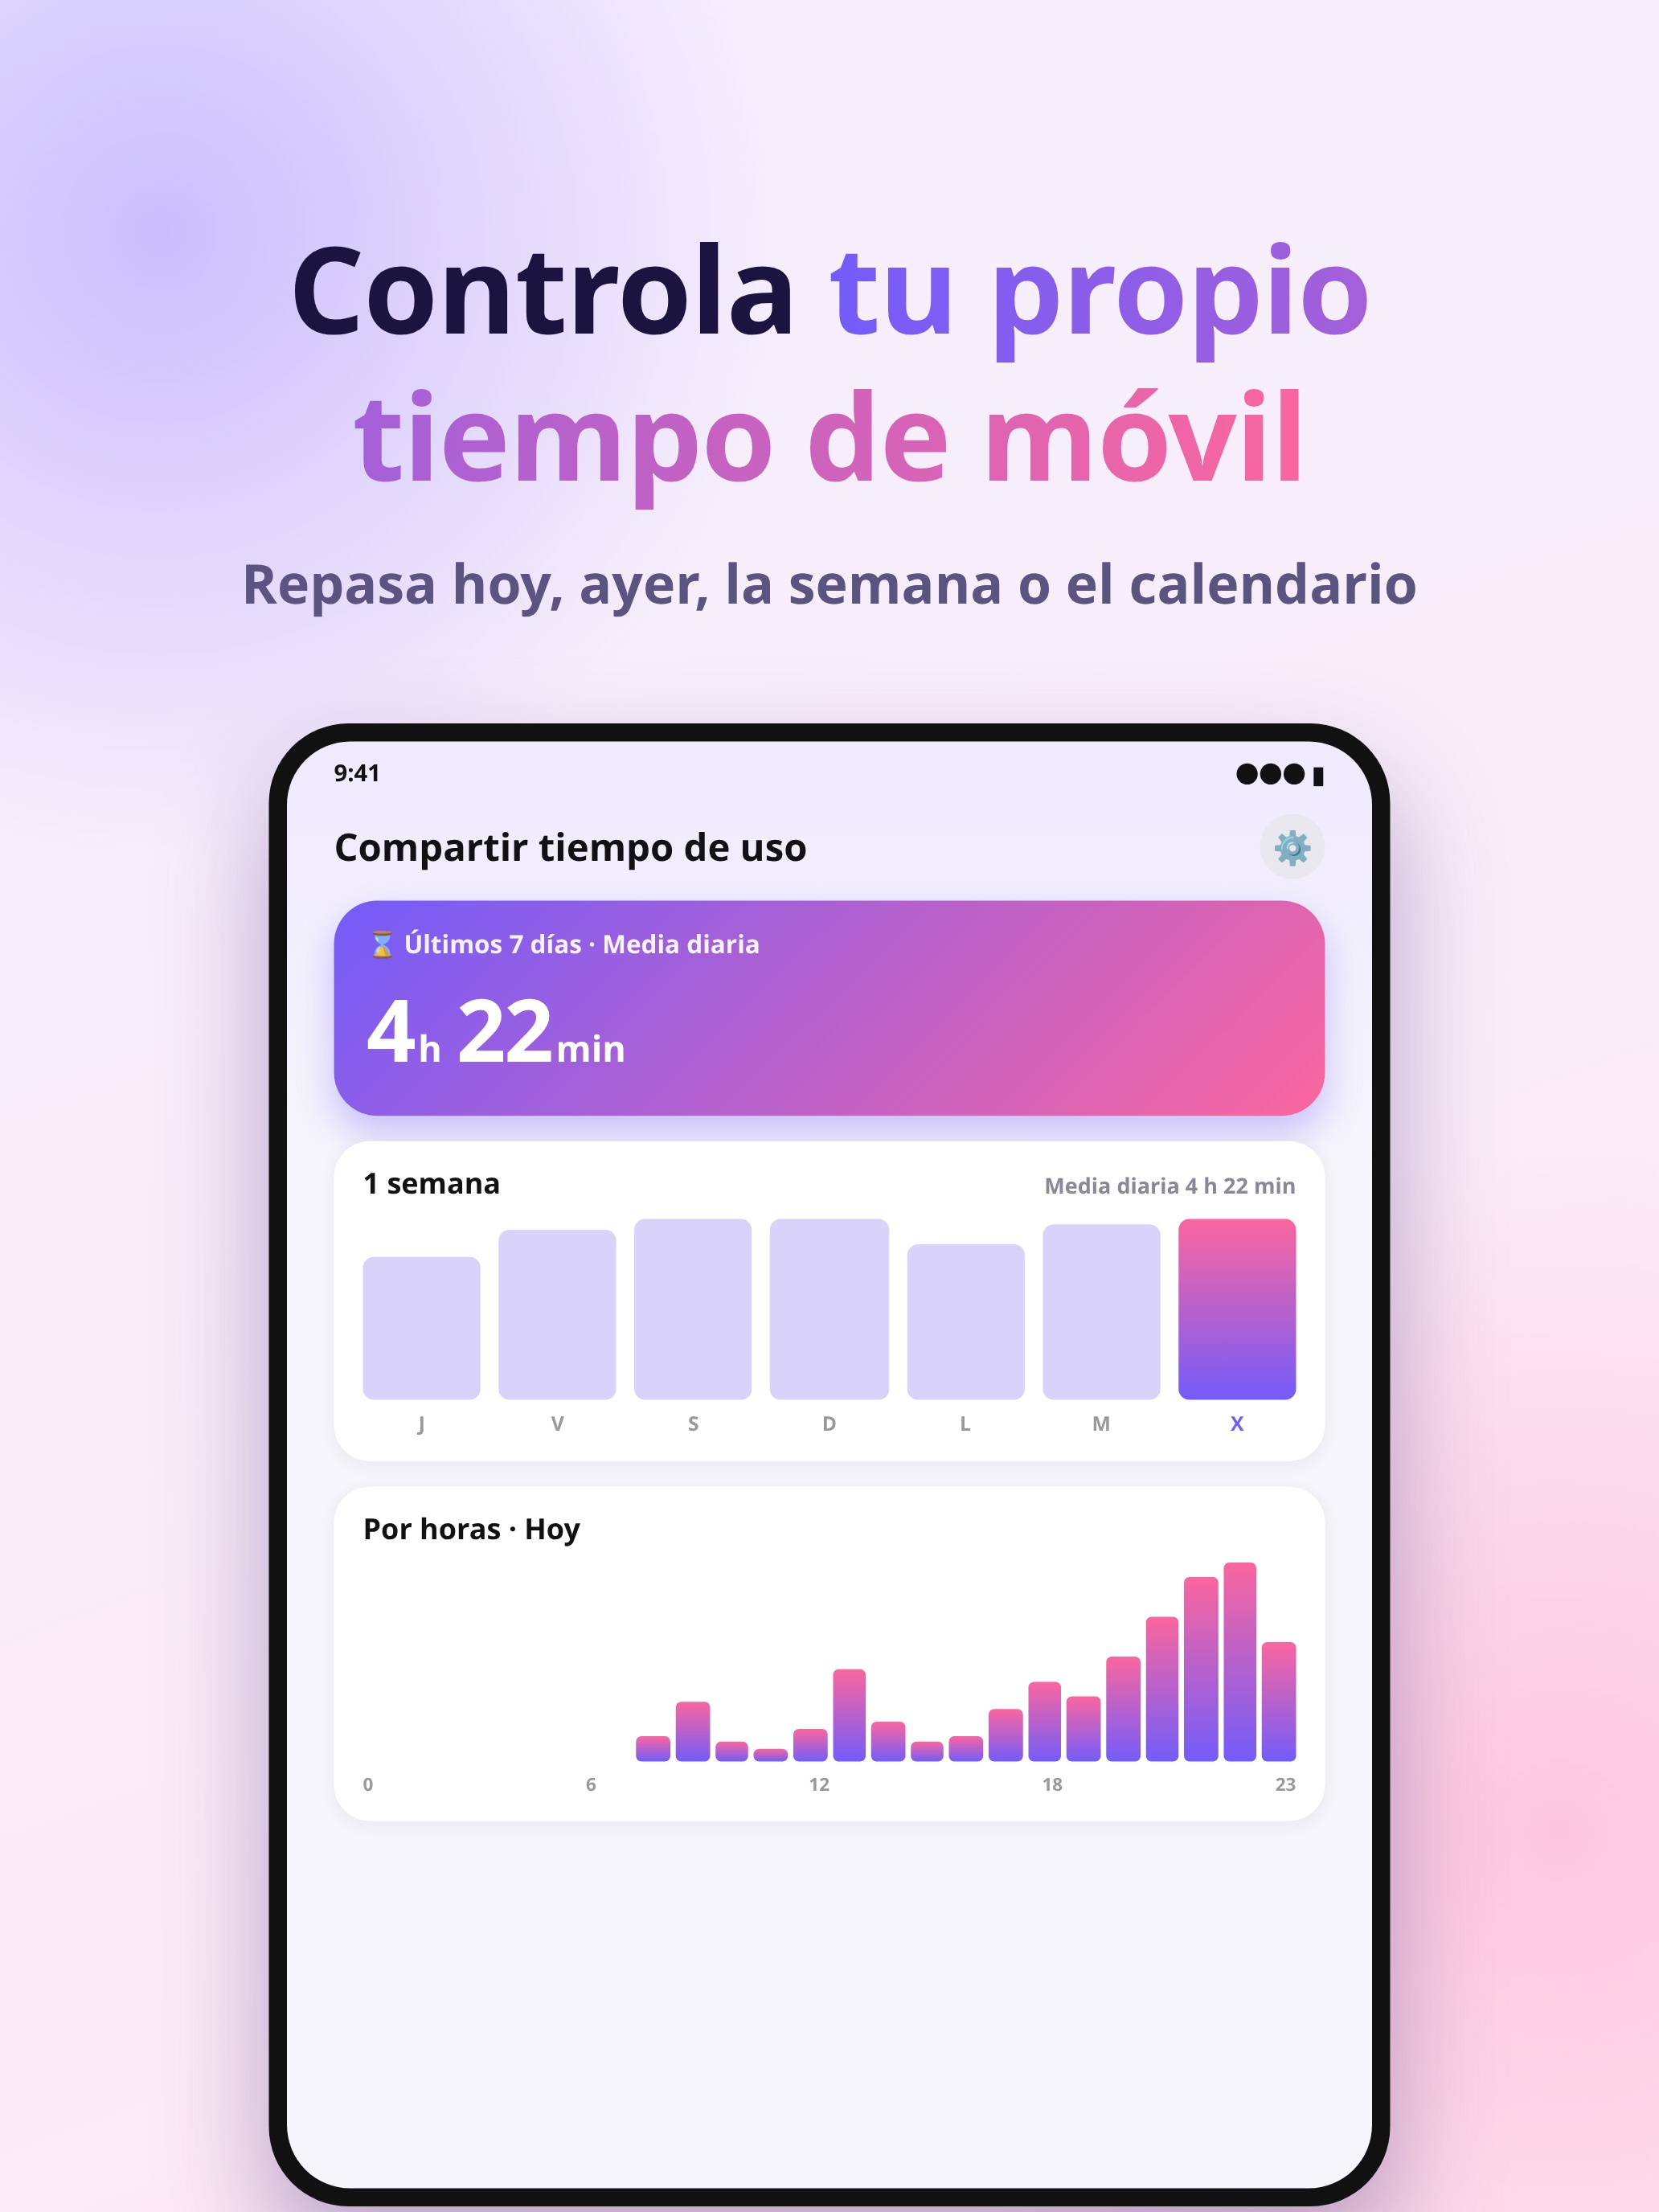 Controla tu propio
tiempo de móvil
Repasa hoy, ayer, la semana o el calendario
9:41
Compartir tiempo de uso
⌛ Últimos 7 días · Media diaria
4h 22min
1 semana
Media diaria 4 h 22 min
J V S D L M X
Por horas · Hoy
0 6 12 18 23